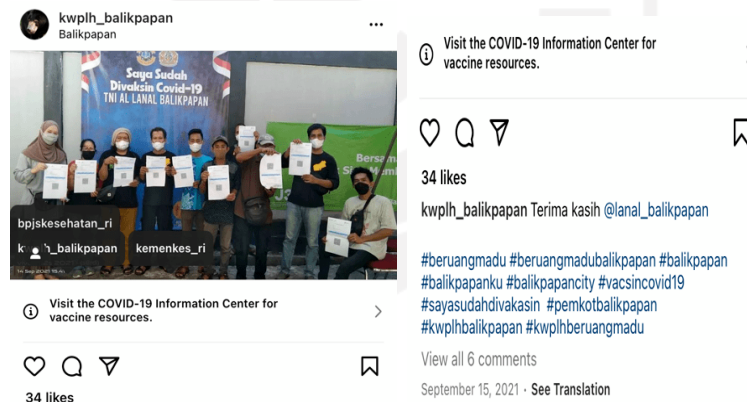 kwplh_balikpapan
Balikpapan
Saya Sudah
Divaksin Covid-19
TNI AL LANAL BALIKPAPAN
Bersama
bpjskesehatan_ri
_balikpapan
kemenkes_ri
Visit the COVID-19 Information Center for
vaccine resources.
34 likes
Visit the COVID-19 Information Center for
vaccine resources.
34 likes
kwplh_balikpapan Terima kasih @lanal_balikpapan
#beruangmadu #beruangmadubalikpapan #balikpapan
#balikpapanku #balikpapancity #vacsincovid19
#sayasudahdivakasin #pemkotbalikpapan
#kwplhbalikpapan #kwplhberuangmadu
View all 6 comments
September 15, 2021 · See Translation